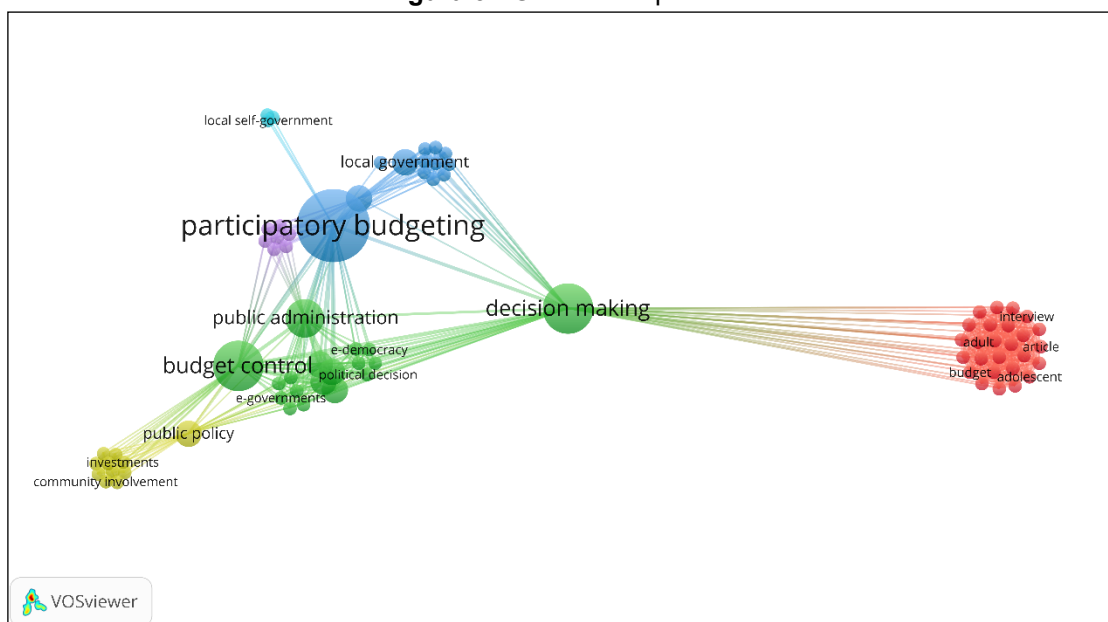 local self-government
local government
participatory budgeting
public administration
decision making
e-democracy
budget control
political decision
e-governments
public policy
investments
community involvement
interview
adult
article
budget
adolescent
VOSviewer